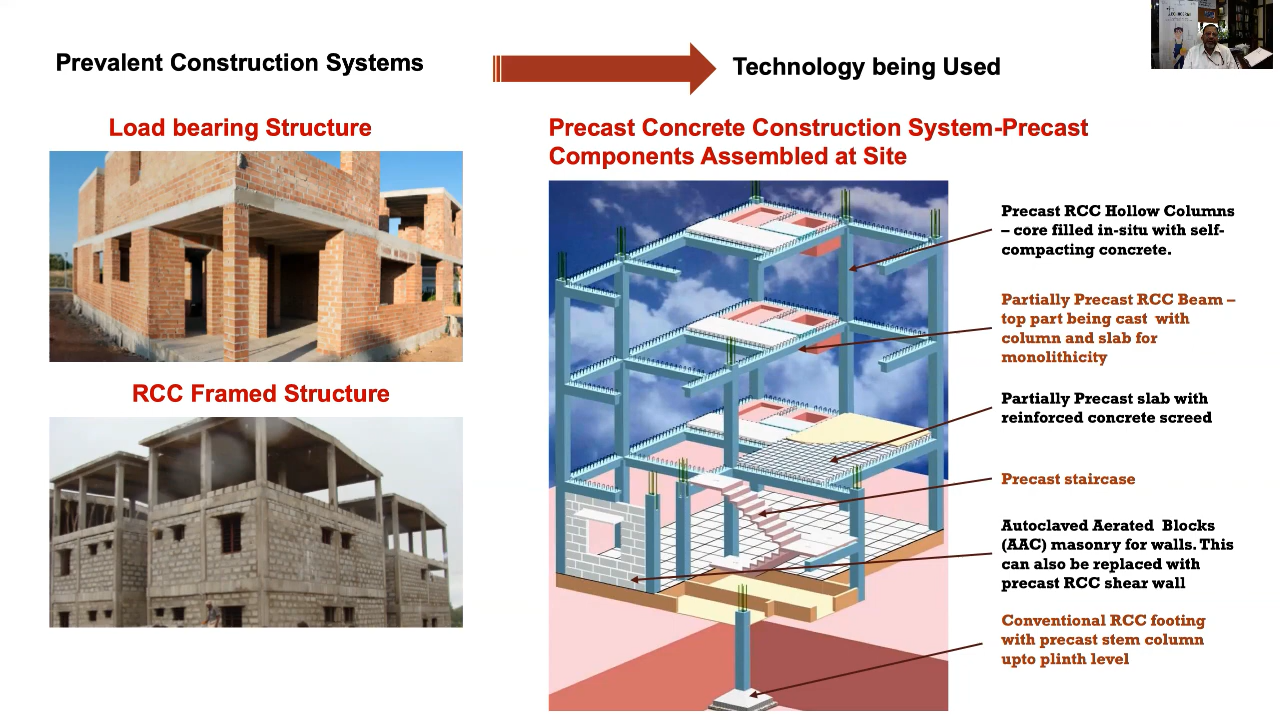 Prevalent Construction Systems
Technology being Used
Load bearing Structure
RCC Framed Structure
Precast Concrete Construction System-Precast
Components Assembled at Site
Precast RCC Hollow Columns
– core filled in-situ with self-
compacting concrete.
Partially Precast RCC Beam –
top part being cast with
column and slab for
monolithicity
Partially Precast slab with
reinforced concrete screed
Precast staircase
Autoclaved Aerated Blocks
(AAC) masonry for walls. This
can also be replaced with
precast RCC shear wall
Conventional RCC footing
with precast stem column
upto plinth level